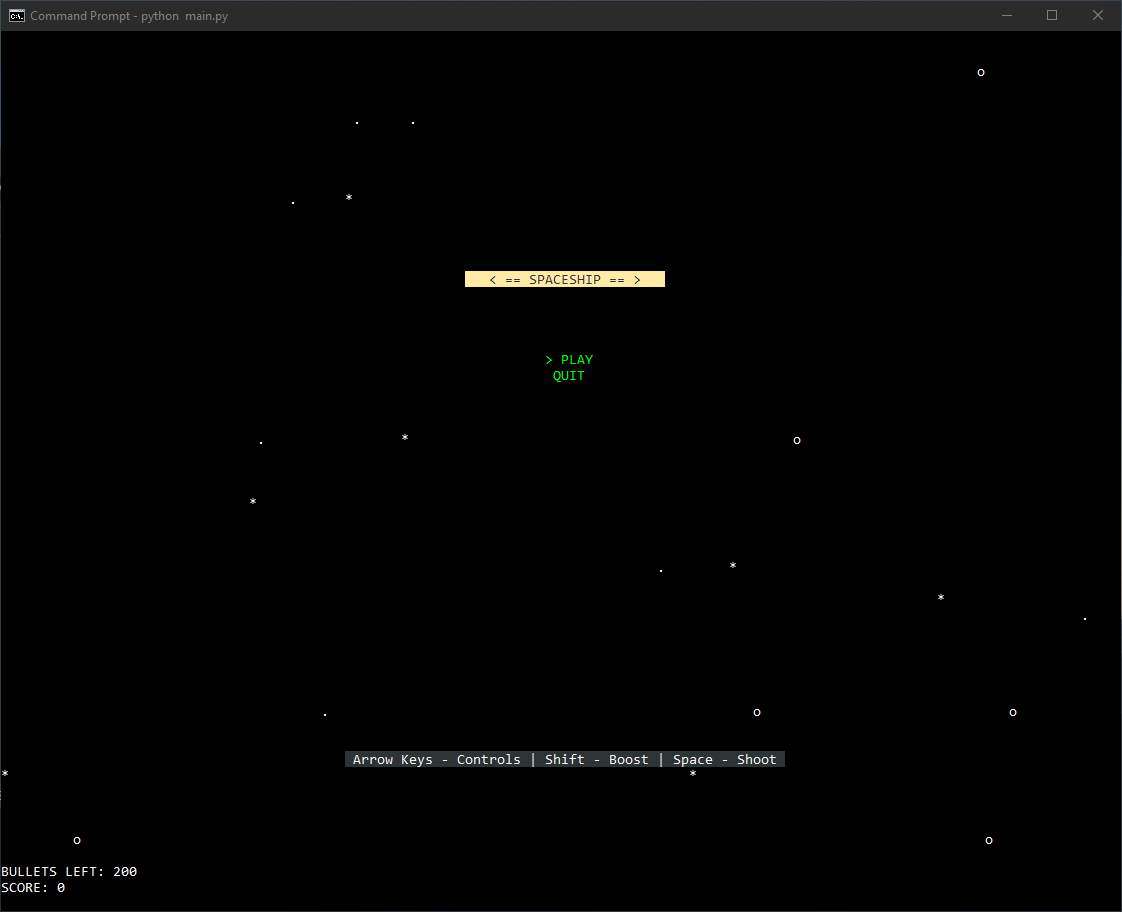 Command Prompt - python  main.py
< == SPACESHIP == >
> PLAY
QUIT
Arrow Keys - Controls | Shift - Boost | Space - Shoot
BULLETS LEFT: 200
SCORE: 0